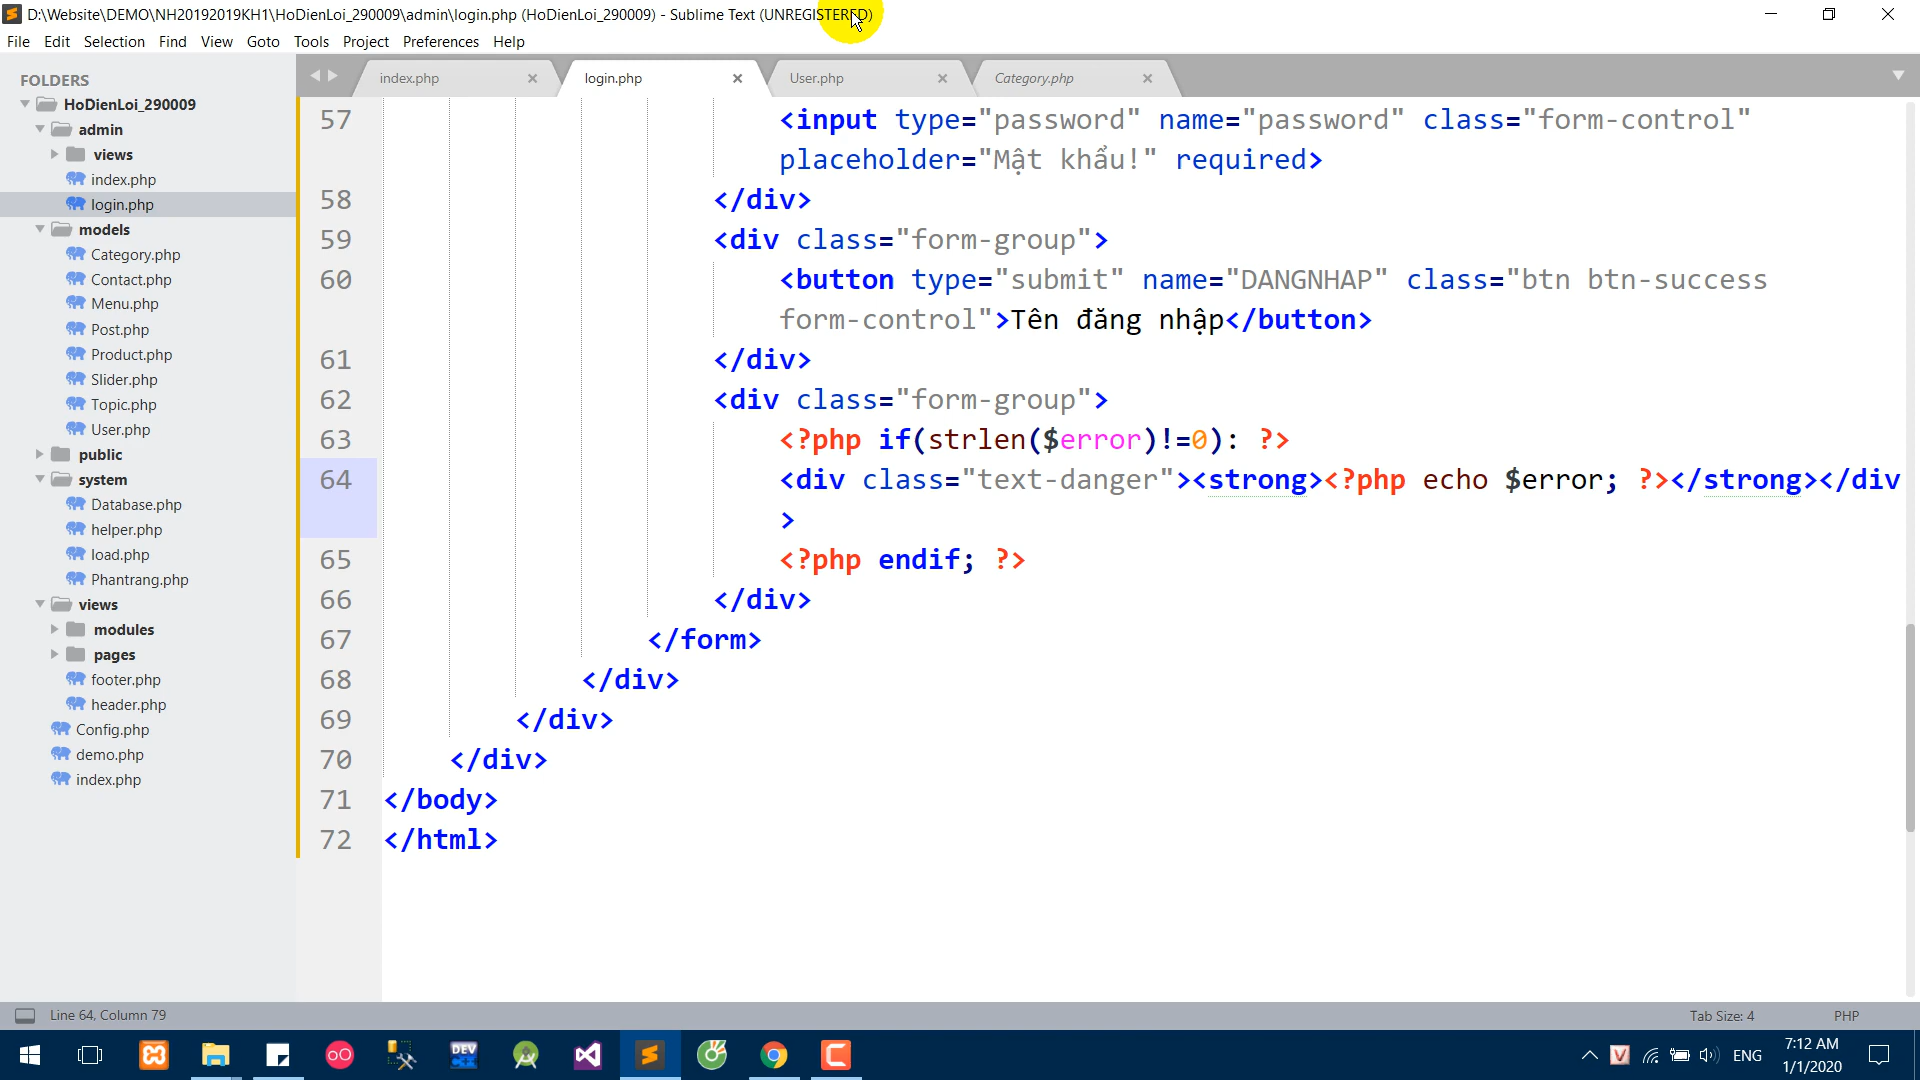 D:\Website\DEMO\NH20192019KH1\HoDienLoi_290009\admin\login.php (HoDienLoi_290009) - Sublime Text (UNREGISTERED)
File Edit Selection Find View Goto Tools Project Preferences Help
FOLDERS
HoDienLoi_290009
admin
views
index.php
login.php
models
Category.php
Contact.php
Menu.php
Post.php
Product.php
Slider.php
Topic.php
User.php
public
system
Database.php
helper.php
load.php
Phantrang.php
views
modules
pages
footer.php
header.php
Config.php
demo.php
index.php
index.php login.php User.php Category.php
57 <input type="password" name="password" class="form-control"
placeholder="Mật khẩu!" required>
58 </div>
59 <div class="form-group">
60 <button type="submit" name="DANGNHAP" class="btn btn-success
form-control">Tên đăng nhập</button>
61 </div>
62 <div class="form-group">
63 <?php if(strlen($error)!=0): ?>
64 <div class="text-danger"><strong><?php echo $error; ?></strong></div
>
65 <?php endif; ?>
66 </div>
67 </form>
68 </div>
69 </div>
70 </div>
71 </body>
72 </html>
Line 64, Column 79 Tab Size: 4 PHP
DEV
ENG
7:12 AM
1/1/2020